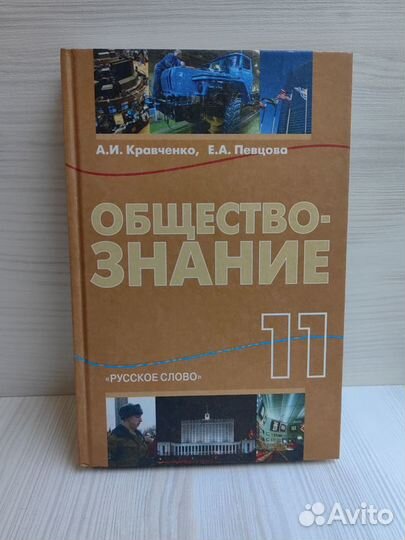 А.И. Кравченко, Е.А. Певцова
ОБЩЕСТВО-
ЗНАНИЕ
11
«РУССКОЕ СЛОВО»
Avito